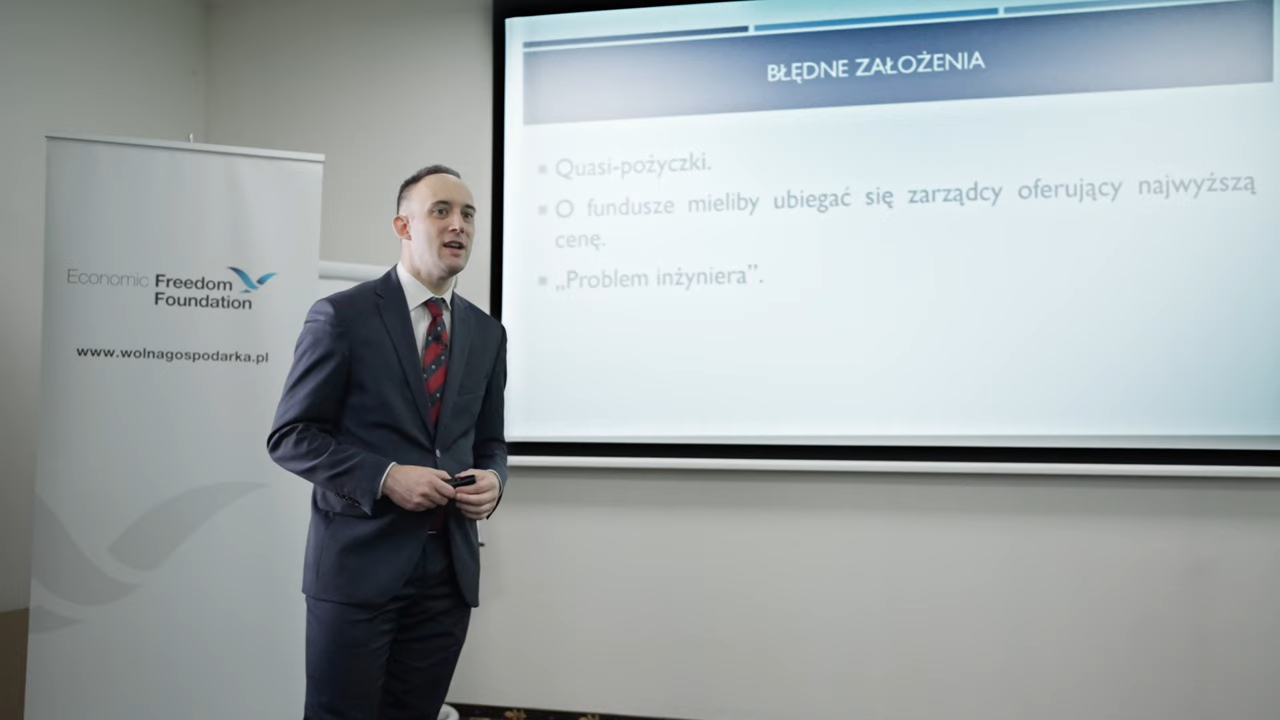 Economic Freedom
Foundation
www.wolnagospodarka.pl
BŁĘDNE ZAŁOŻENIA
▪ Quasi-pożyczki.
▪ O fundusze mieliby ubiegać się zarządcy oferujący najwyższą
cenę.
▪ „Problem inżyniera”.